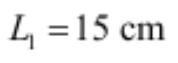 L₁ = 15 cm